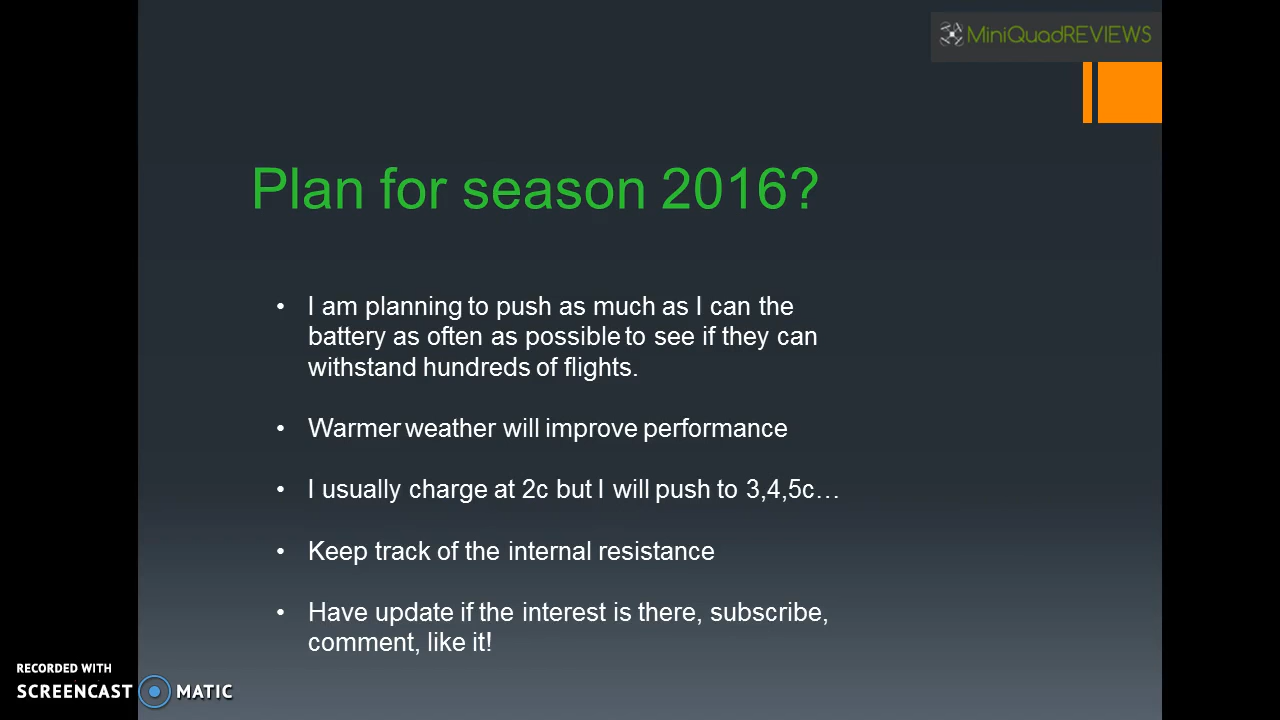 MiniQuadREVIEWS
Plan for season 2016?
• I am planning to push as much as I can the
battery as often as possible to see if they can
withstand hundreds of flights.
• Warmer weather will improve performance
• I usually charge at 2c but I will push to 3,4,5c…
• Keep track of the internal resistance
• Have update if the interest is there, subscribe,
comment, like it!
RECORDED WITH
SCREENCAST MATIC